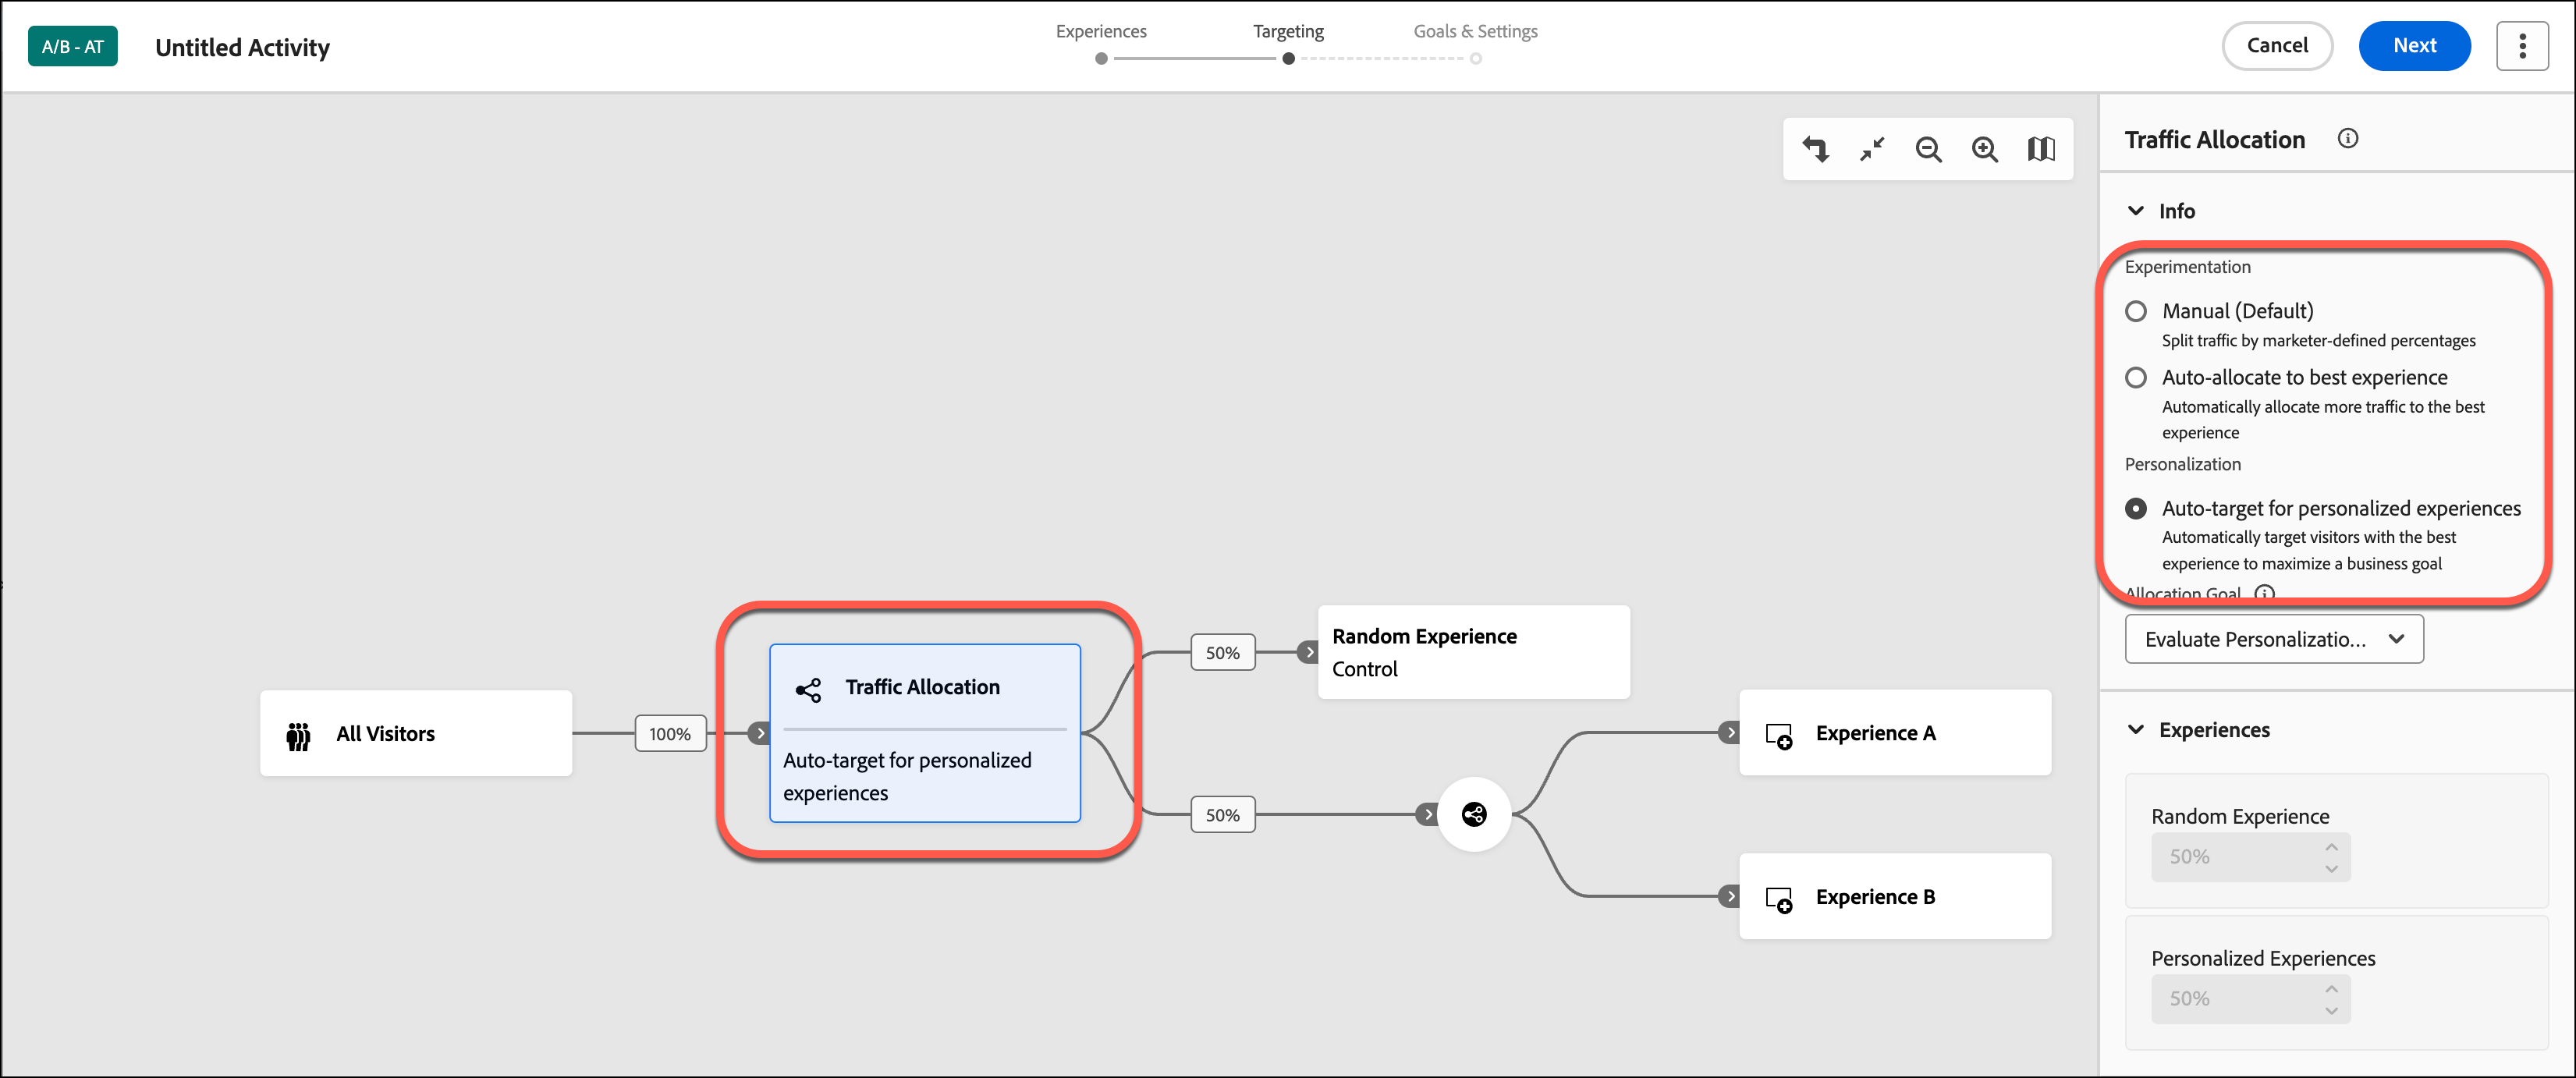 A/B - AT
Untitled Activity
Experiences
Targeting
Goals & Settings
Cancel
Next
Traffic Allocation
Info
Experimentation
Manual (Default)
Split traffic by marketer-defined percentages
Auto-allocate to best experience
Automatically allocate more traffic to the best
experience
Personalization
Auto-target for personalized experiences
Automatically target visitors with the best
experience to maximize a business goal
Allocation Goal
Evaluate Personalizatio...
Experiences
Random Experience
50%
Personalized Experiences
50%
All Visitors
100%
Traffic Allocation
Auto-target for personalized
experiences
50%
Random Experience
Control
50%
Experience A
Experience B